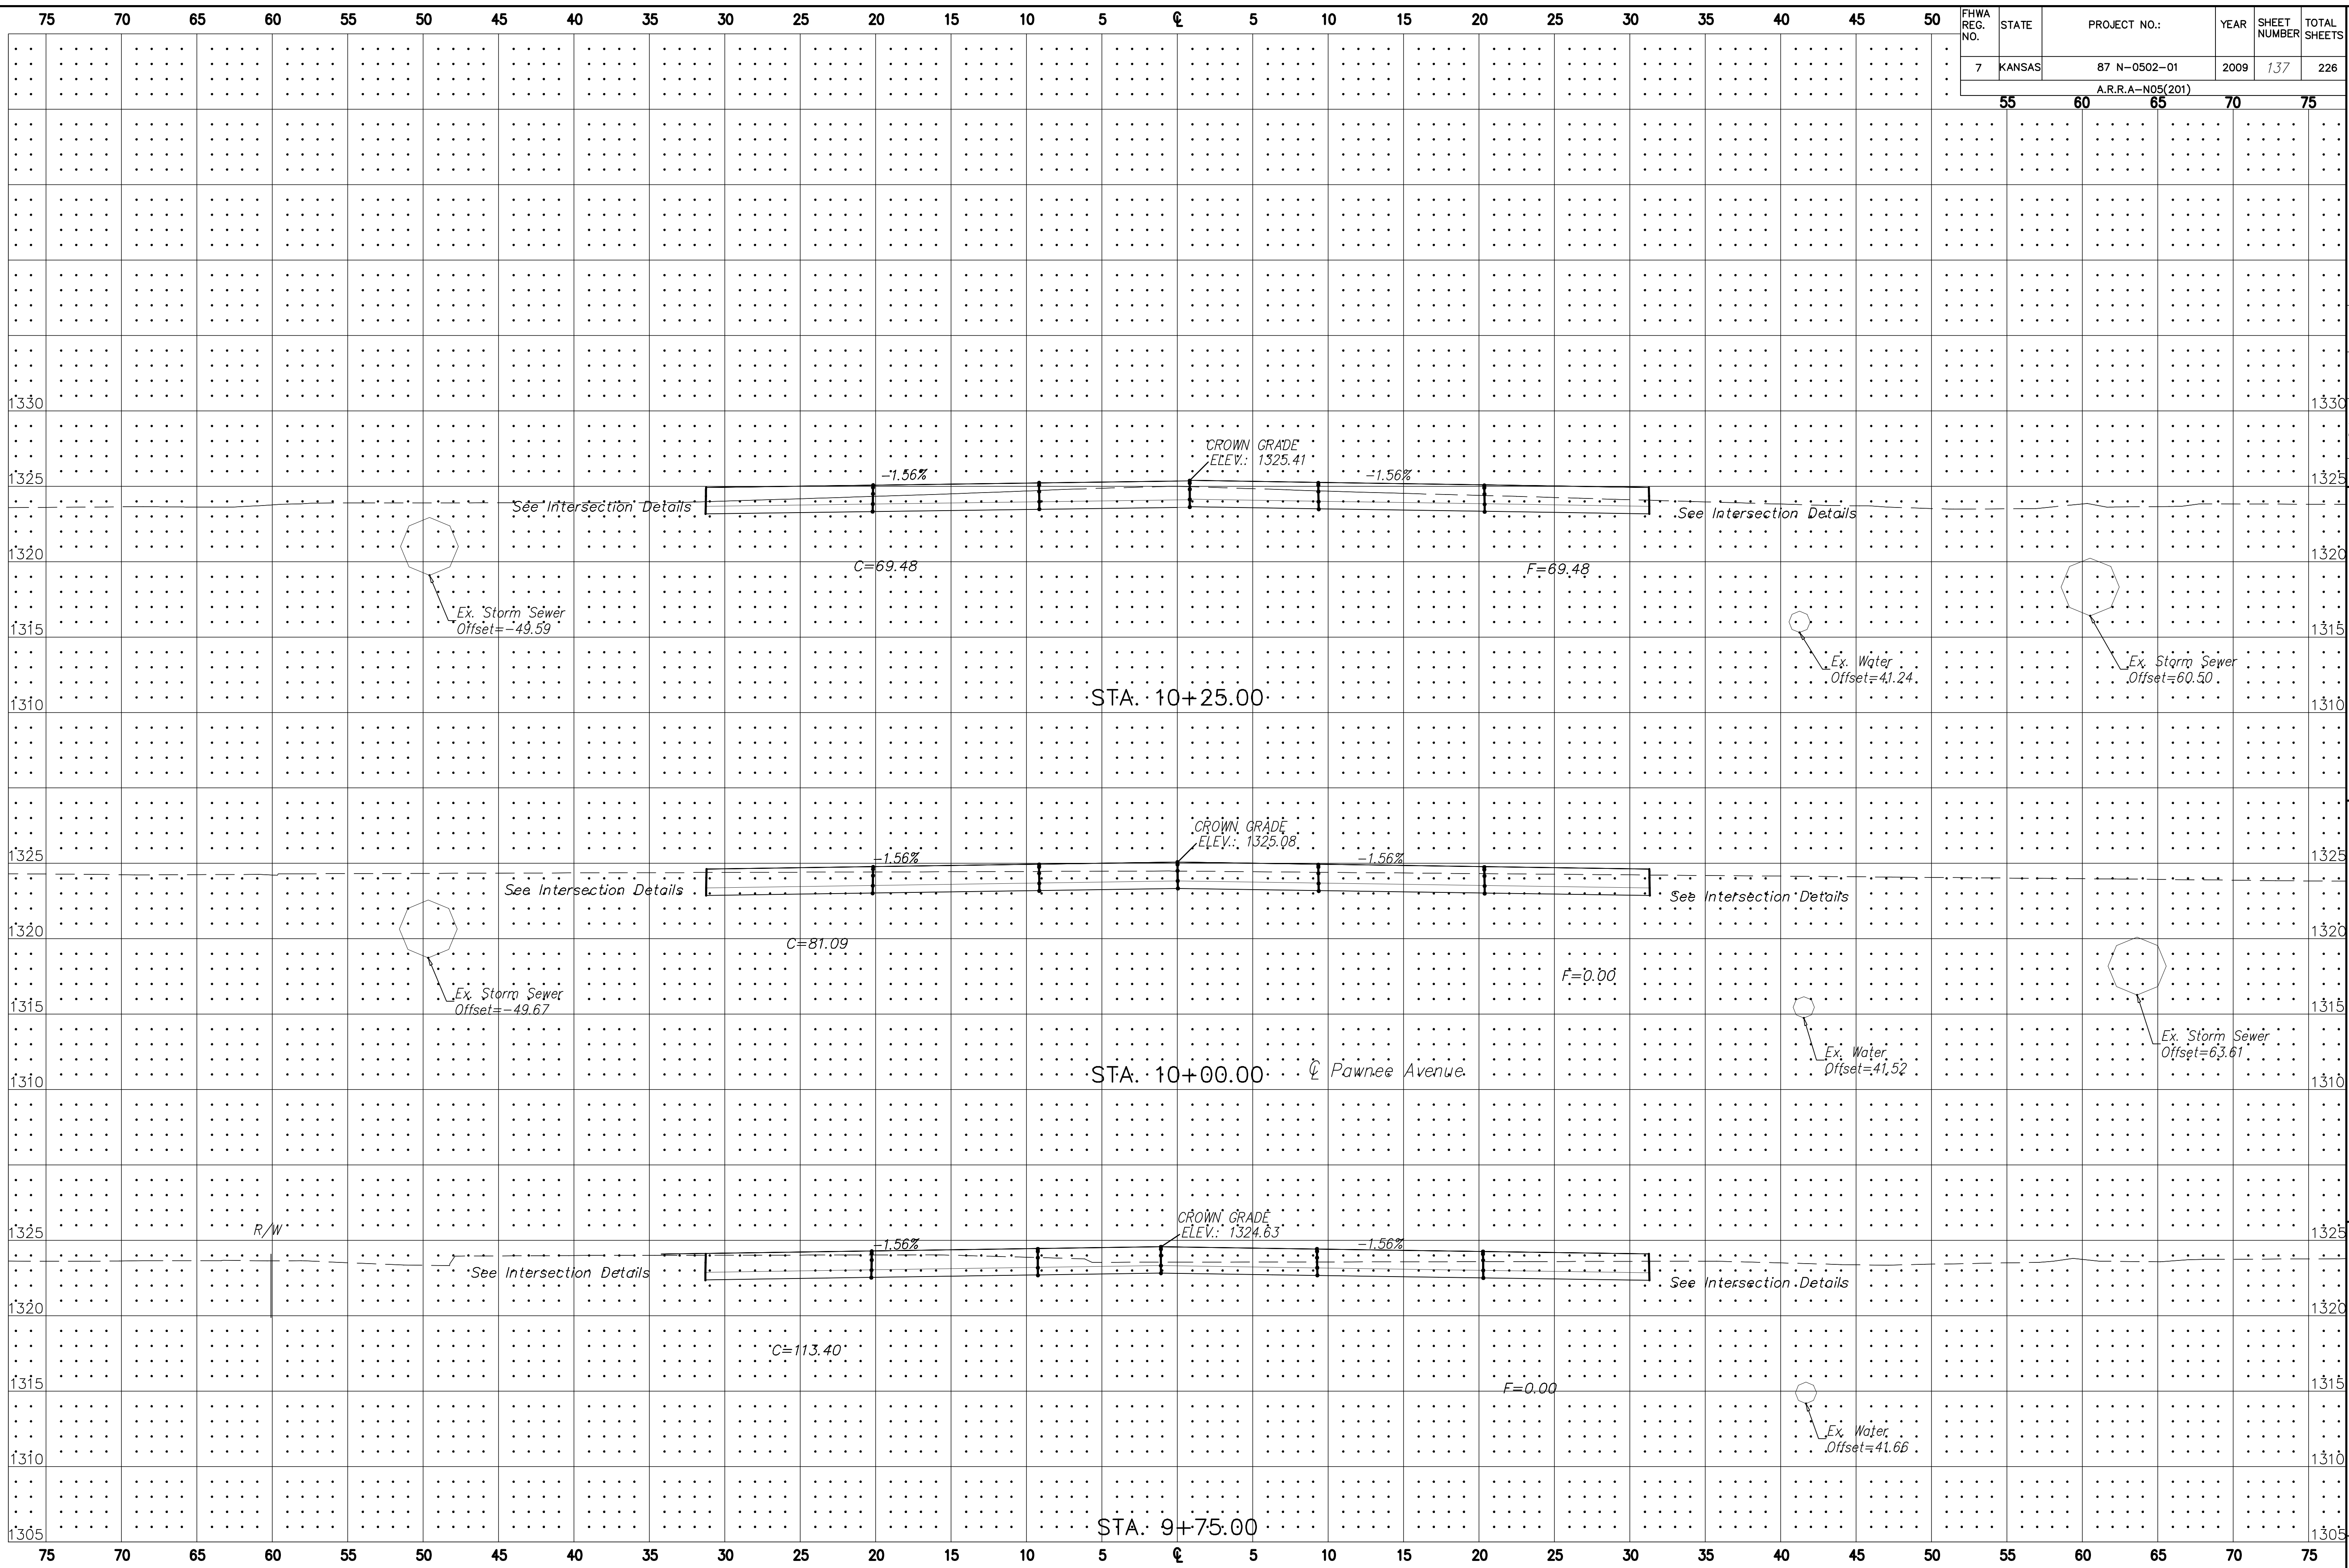 75 70 65 60 55 50 45 40 35 30 25 20 15 10 5 ℄ 5 10 15 20 25 30 35 40 45 50
FHWA REG. NO. STATE PROJECT NO.: YEAR SHEET NUMBER TOTAL SHEETS
7 KANSAS 87 N-0502-01 2009 137 226
A.R.R.A-N05(201)
55 60 65 70 75
1330 1330
CROWN GRADE
ELEV.: 1325.41
-1.56% -1.56%
1325 1325
See Intersection Details See Intersection Details
1320 1320
C=69.48 F=69.48
Ex. Storm Sewer
Offset=-49.59
1315 1315
Ex. Water
Offset=41.24
Ex. Storm Sewer
Offset=60.50
STA. 10+25.00
1310 1310
CROWN GRADE
ELEV.: 1325.08
-1.56% -1.56%
1325 1325
See Intersection Details See Intersection Details
1320 1320
C=81.09
F=0.00
Ex. Storm Sewer
Offset=-49.67
1315 1315
Ex. Storm Sewer
Offset=63.61
Ex. Water
Offset=41.52
STA. 10+00.00 ℄ Pawnee Avenue
1310 1310
R/W
CROWN GRADE
ELEV.: 1324.63
1325 1325
-1.56% -1.56%
See Intersection Details See Intersection Details
1320 1320
C=113.40
1315 1315
F=0.00
Ex. Water
Offset=41.66
1310 1310
STA. 9+75.00
1305 1305
75 70 65 60 55 50 45 40 35 30 25 20 15 10 5 ℄ 5 10 15 20 25 30 35 40 45 50 55 60 65 70 75